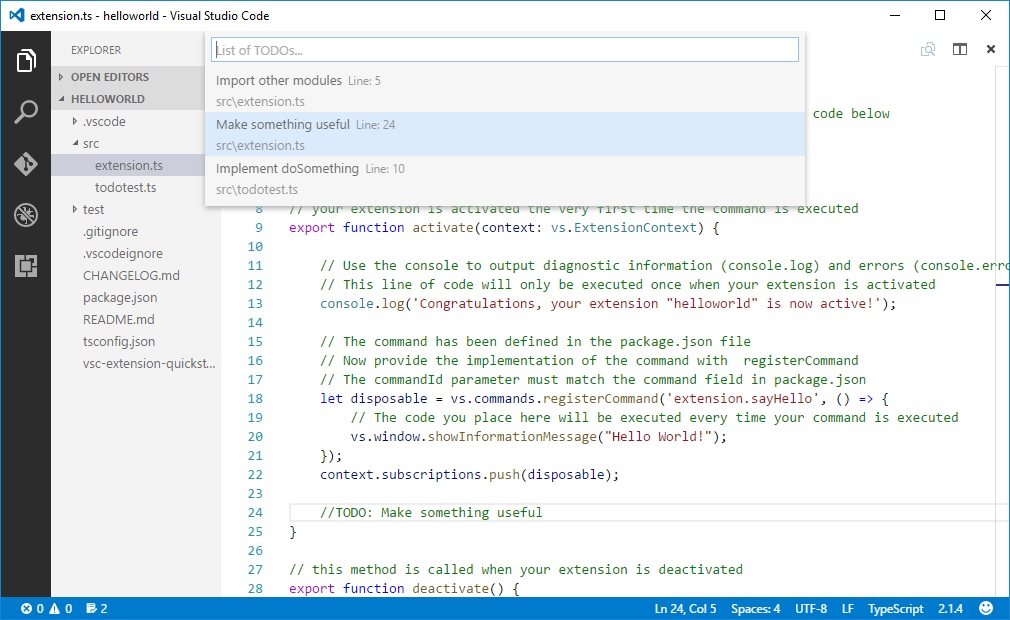 extension.ts - helloworld - Visual Studio Code
EXPLORER
OPEN EDITORS
HELLOWORLD
.vscode
src
extension.ts
todotest.ts
test
.gitignore
.vscodeignore
CHANGELOG.md
package.json
README.md
tsconfig.json
vsc-extension-quickst...
List of TODOs...
Import other modules Line: 5
src\extension.ts
Make something useful Line: 24
src\extension.ts
Implement doSomething Line: 10
src\todotest.ts
code below
8 // your extension is activated the very first time the command is executed
9 export function activate(context: vs.ExtensionContext) {
10
11 // Use the console to output diagnostic information (console.log) and errors (console.erro
12 // This line of code will only be executed once when your extension is activated
13 console.log('Congratulations, your extension "helloworld" is now active!');
14
15 // The command has been defined in the package.json file
16 // Now provide the implementation of the command with  registerCommand
17 // The commandId parameter must match the command field in package.json
18 let disposable = vs.commands.registerCommand('extension.sayHello', () => {
19 // The code you place here will be executed every time your command is executed
20 vs.window.showInformationMessage("Hello World!");
21 });
22 context.subscriptions.push(disposable);
23
24 //TODO: Make something useful
25 }
26
27 // this method is called when your extension is deactivated
28 export function deactivate() {
0 0 2 Ln 24, Col 5 Spaces: 4 UTF-8 LF TypeScript 2.1.4